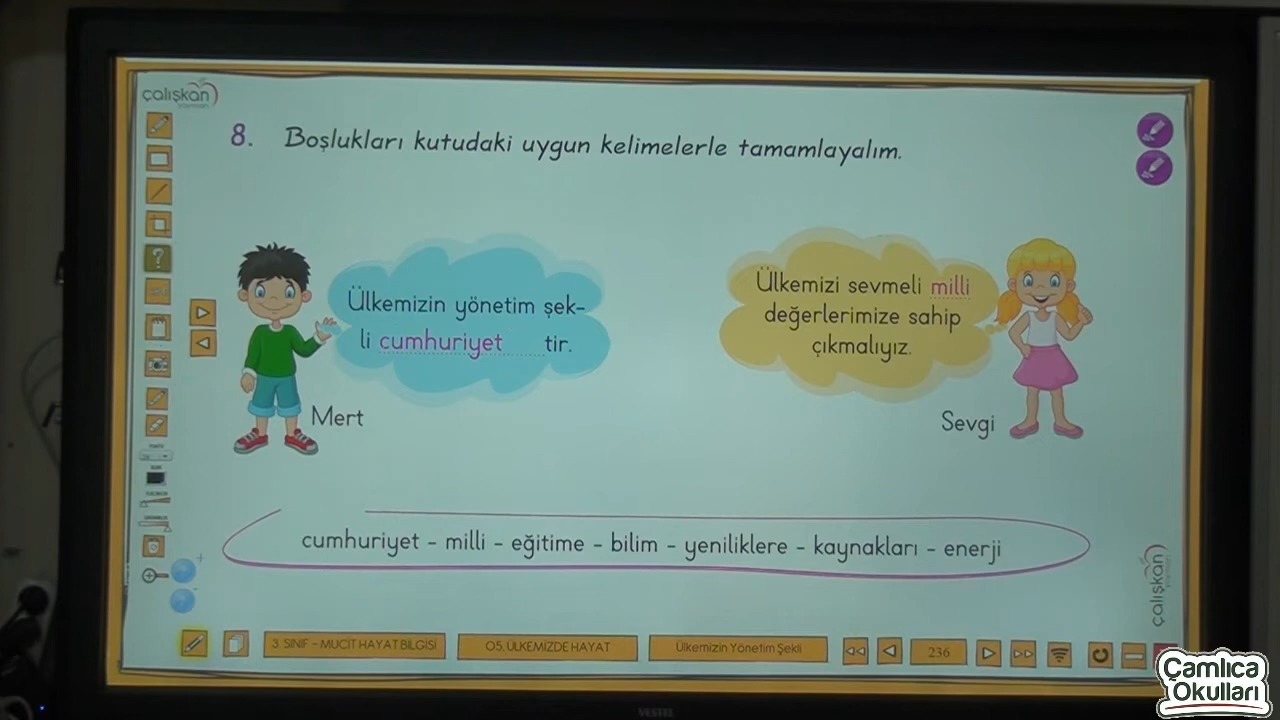 çalışkan
yayınları
8. Boşlukları kutudaki uygun kelimelerle tamamlayalım.
Ülkemizin yönetim şek-
li cumhuriyet tir.
Mert
Ülkemizi sevmeli milli
değerlerimize sahip
çıkmalıyız.
Sevgi
cumhuriyet – milli – eğitime – bilim – yeniliklere – kaynakları – enerji
çalışkan
3. SINIF – MUCİT HAYAT BİLGİSİ
05. ÜLKEMİZDE HAYAT
Ülkemizin Yönetim Şekli
236
VESTEL
Çamlıca
Okulları